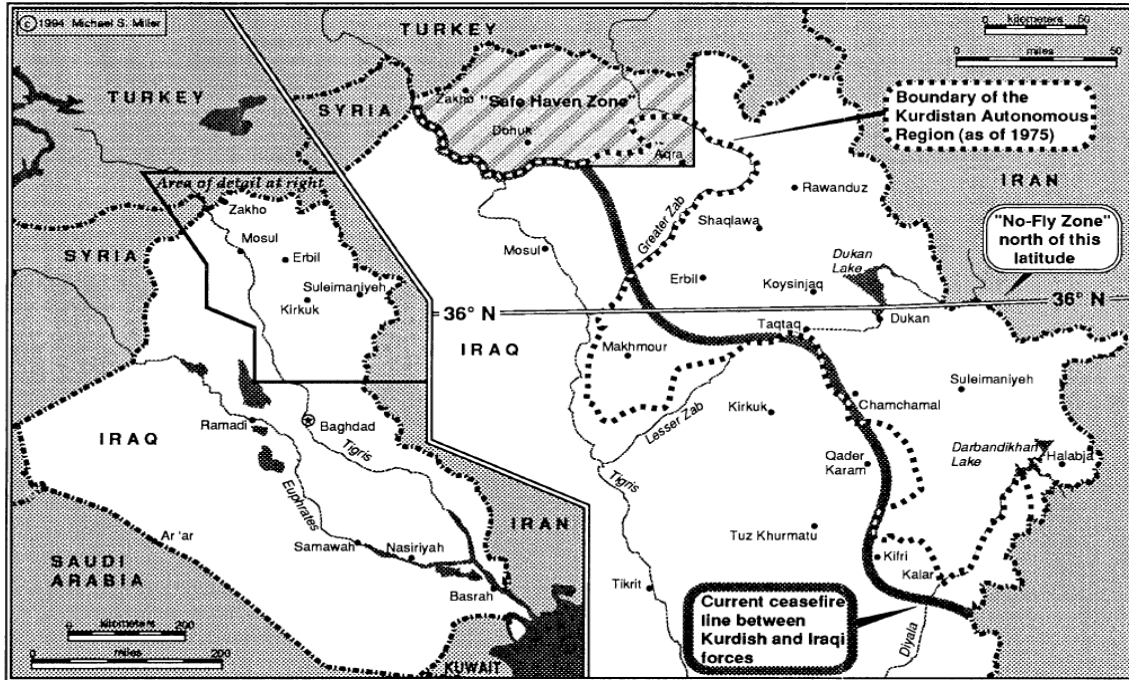 © 1994 Michael S. Miller
TURKEY
SYRIA
Area of detail at right
Zakho
Mosul
Erbil
SYRIA
Suleimaniyeh
Kirkuk
IRAQ
Ramadi
Baghdad
Tigris
Euphrates
IRAN
Ar 'ar
Samawah
Nasiriyah
SAUDI
ARABIA
Basrah
KUWAIT
0 kilometers 200
0 miles 200
TURKEY
0 kilometers 50
0 miles 50
Zakho
"Safe Haven Zone"
Dohuk
Aqra
Boundary of the
Kurdistan Autonomous
Region (as of 1975)
IRAN
Rawanduz
Greater Zab
Shaqlawa
"No-Fly Zone"
north of this
latitude
Mosul
Erbil
Dukan
Lake
Koysinjaq
36° N
36° N
Taqtaq
Dukan
IRAQ
Makhmour
Suleimaniyeh
Kirkuk
Chamchamal
Lesser Zab
Darbandikhan
Lake
Halabja
Qader
Karam
Tigris
Tuz Khurmatu
Kifri
Kalar
Tikrit
Current ceasefire
line between
Kurdish and Iraqi
forces
Diyala